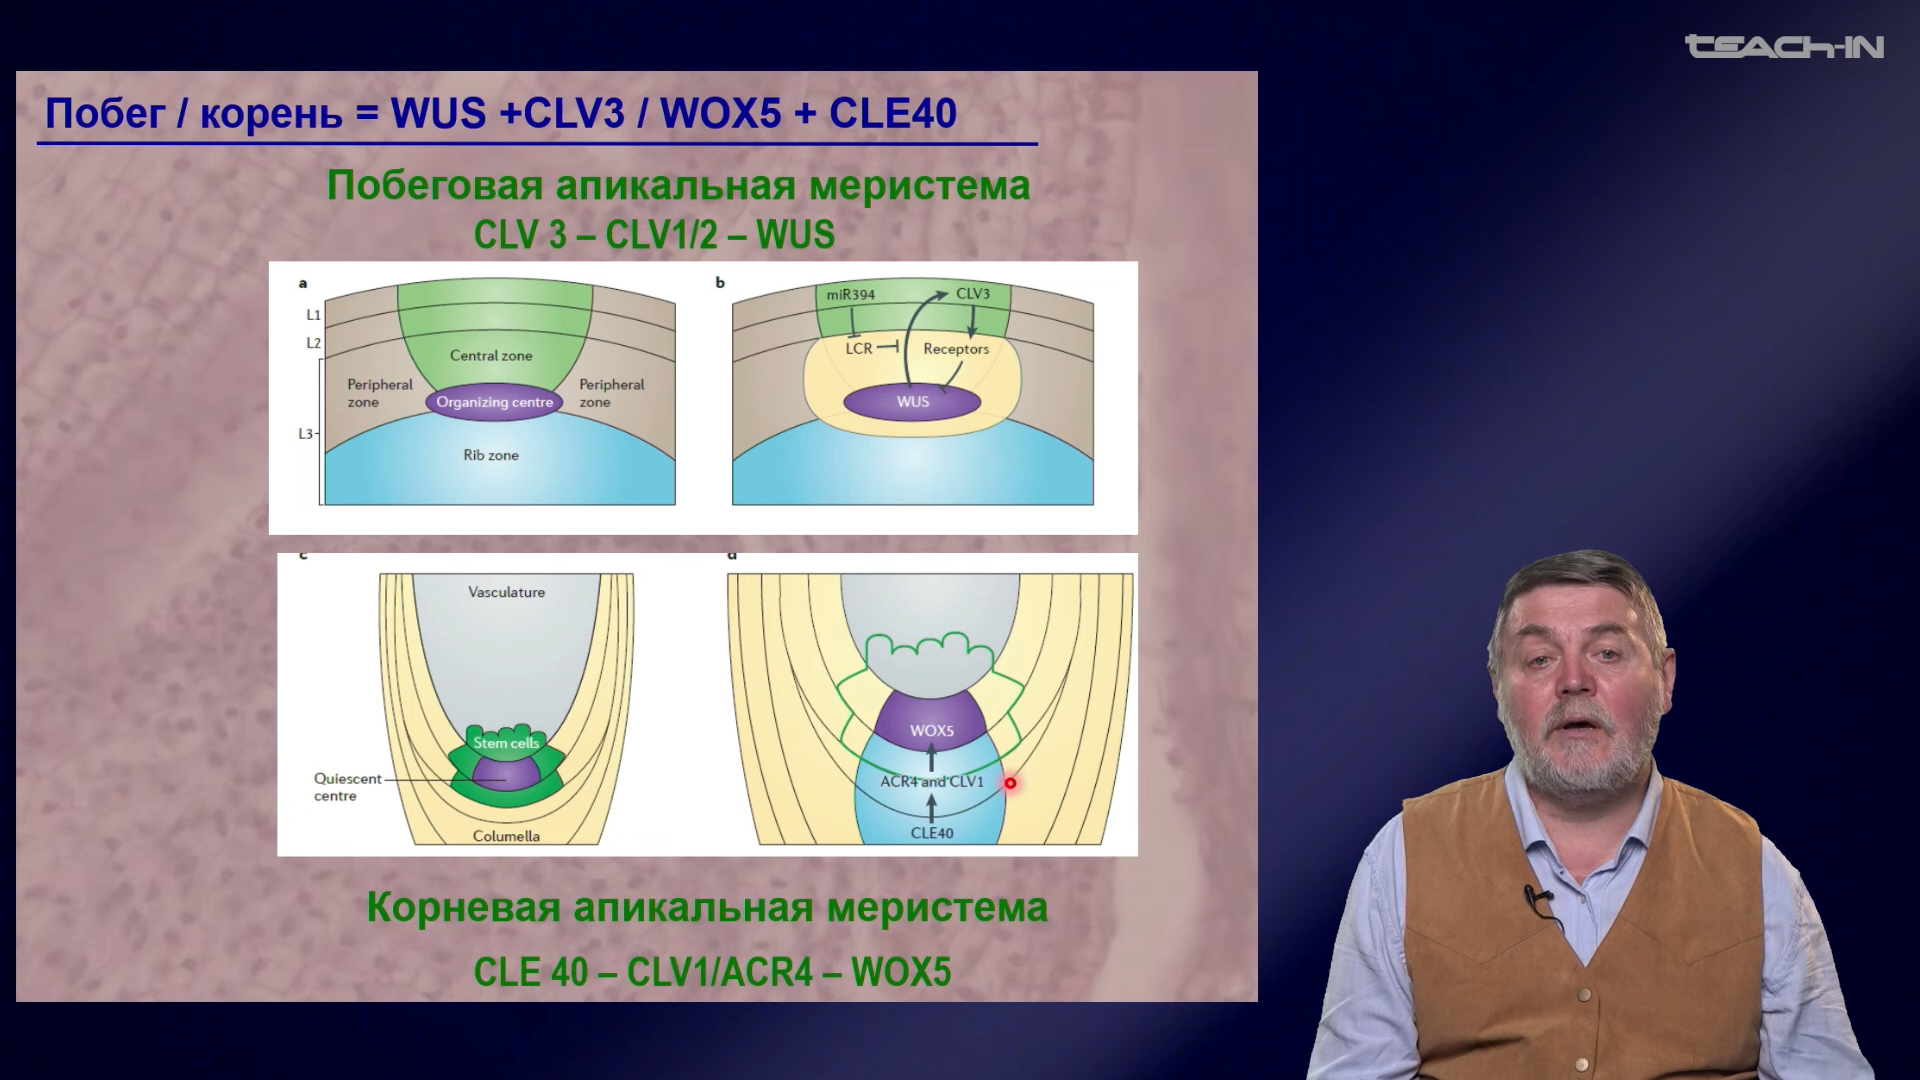 TEACH-IN
Побег / корень = WUS +CLV3 / WOX5 + CLE40
Побеговая апикальная меристема
CLV 3 – CLV1/2 – WUS
a
L1
L2
L3
Central zone
Peripheral
zone
Peripheral
zone
Organizing centre
Rib zone
b
miR394
CLV3
LCR
Receptors
WUS
c
Vasculature
Stem cells
Quiescent
centre
Columella
d
WOX5
ACR4 and CLV1
CLE40
Корневая апикальная меристема
CLE 40 – CLV1/ACR4 – WOX5